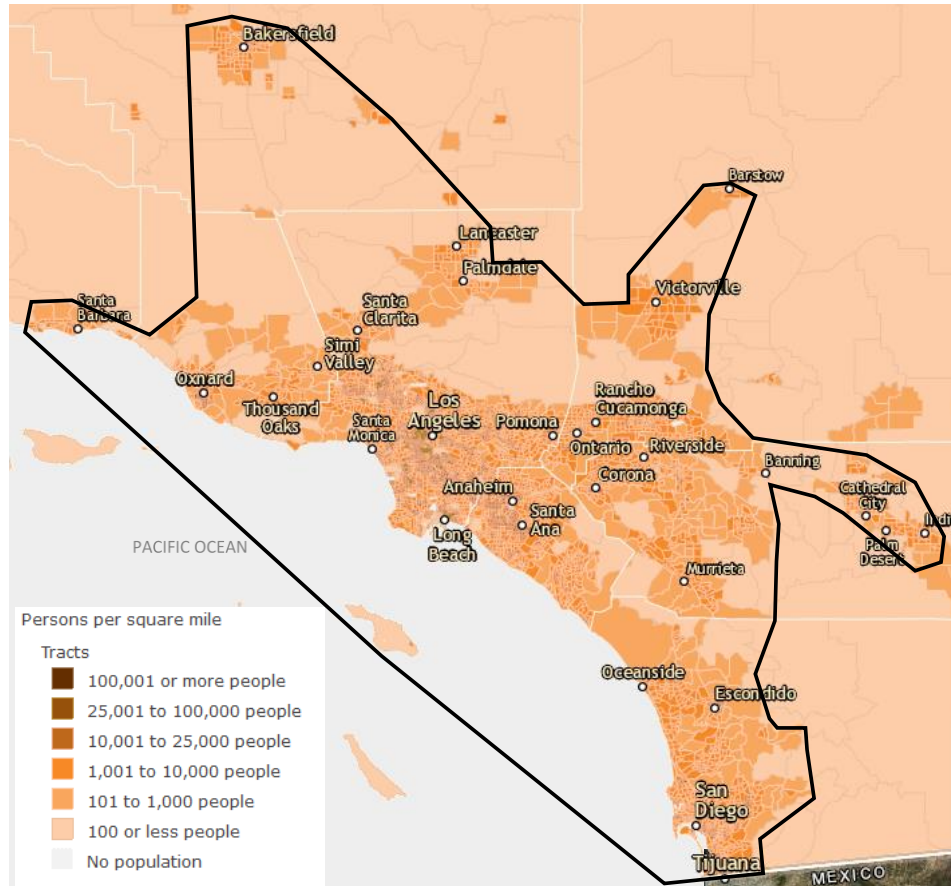 Bakersfield
Barstow
Lancaster
Palmdale
Victorville
Santa
Barbara
Santa
Clarita
Simi
Valley
Oxnard
Thousand
Oaks
Los
Angeles
Santa
Monica
Pomona
Rancho
Cucamonga
Ontario
Riverside
Corona
Banning
Anaheim
Cathedral
City
Santa
Ana
Long
Beach
Indi
Palm
Desert
PACIFIC OCEAN
Murrieta
Oceanside
Escondido
San
Diego
Tijuana
MEXICO
Persons per square mile
Tracts
100,001 or more people
25,001 to 100,000 people
10,001 to 25,000 people
1,001 to 10,000 people
101 to 1,000 people
100 or less people
No population